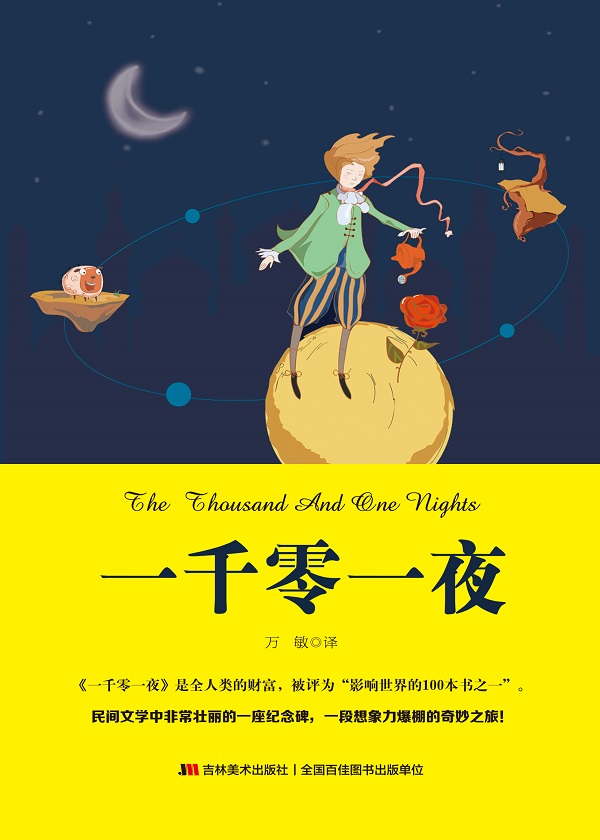 The Thousand And One Nights
一千零一夜
万 敏◎译
《一千零一夜》是全人类的财富，被评为“影响世界的100本书之一”。
民间文学中非常壮丽的一座纪念碑，一段想象力爆棚的奇妙之旅！
吉林美术出版社｜全国百佳图书出版单位